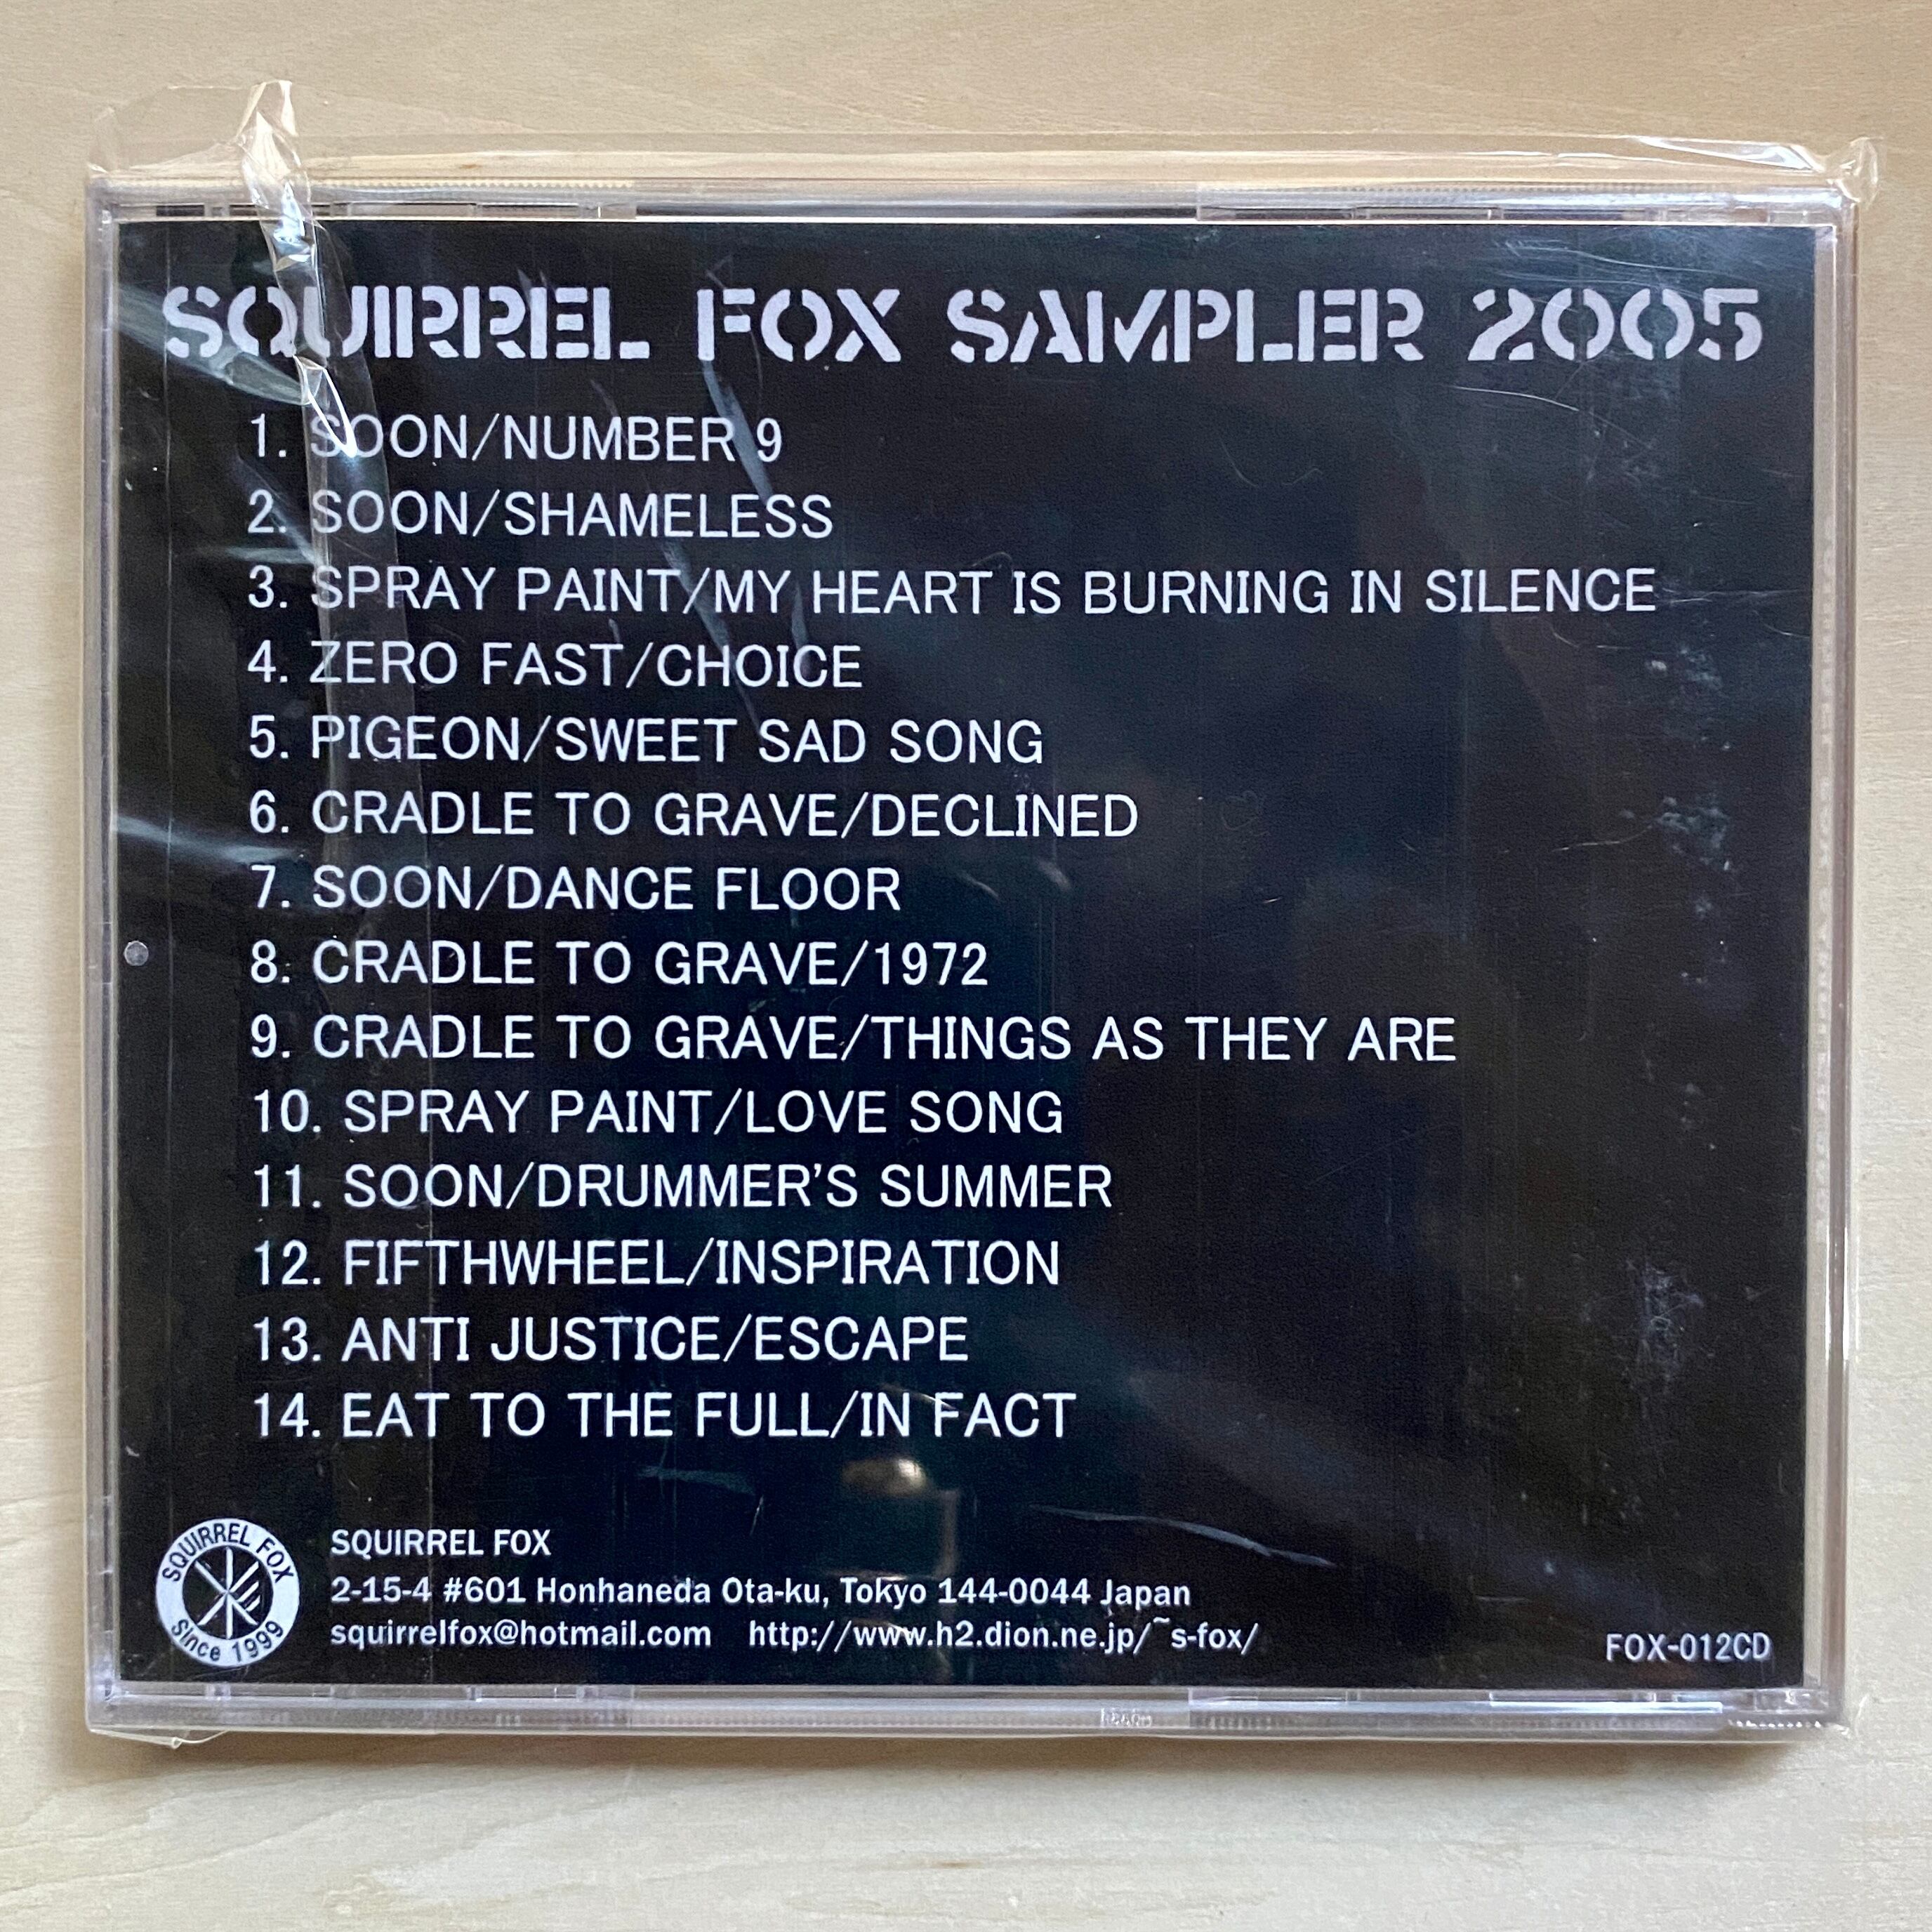 SQUIRREL FOX SAMPLER 2005
1. SOON/NUMBER 9
2. SOON/SHAMELESS
3. SPRAY PAINT/MY HEART IS BURNING IN SILENCE
4. ZERO FAST/CHOICE
5. PIGEON/SWEET SAD SONG
6. CRADLE TO GRAVE/DECLINED
7. SOON/DANCE FLOOR
8. CRADLE TO GRAVE/1972
9. CRADLE TO GRAVE/THINGS AS THEY ARE
10. SPRAY PAINT/LOVE SONG
11. SOON/DRUMMER'S SUMMER
12. FIFTHWHEEL/INSPIRATION
13. ANTI JUSTICE/ESCAPE
14. EAT TO THE FULL/IN FACT
SQUIRREL FOX
Since 1999
SQUIRREL FOX
2-15-4 #601 Honhaneda Ota-ku, Tokyo 144-0044 Japan
squirrelfox@hotmail.com http://www.h2.dion.ne.jp/~s-fox/
FOX-012CD